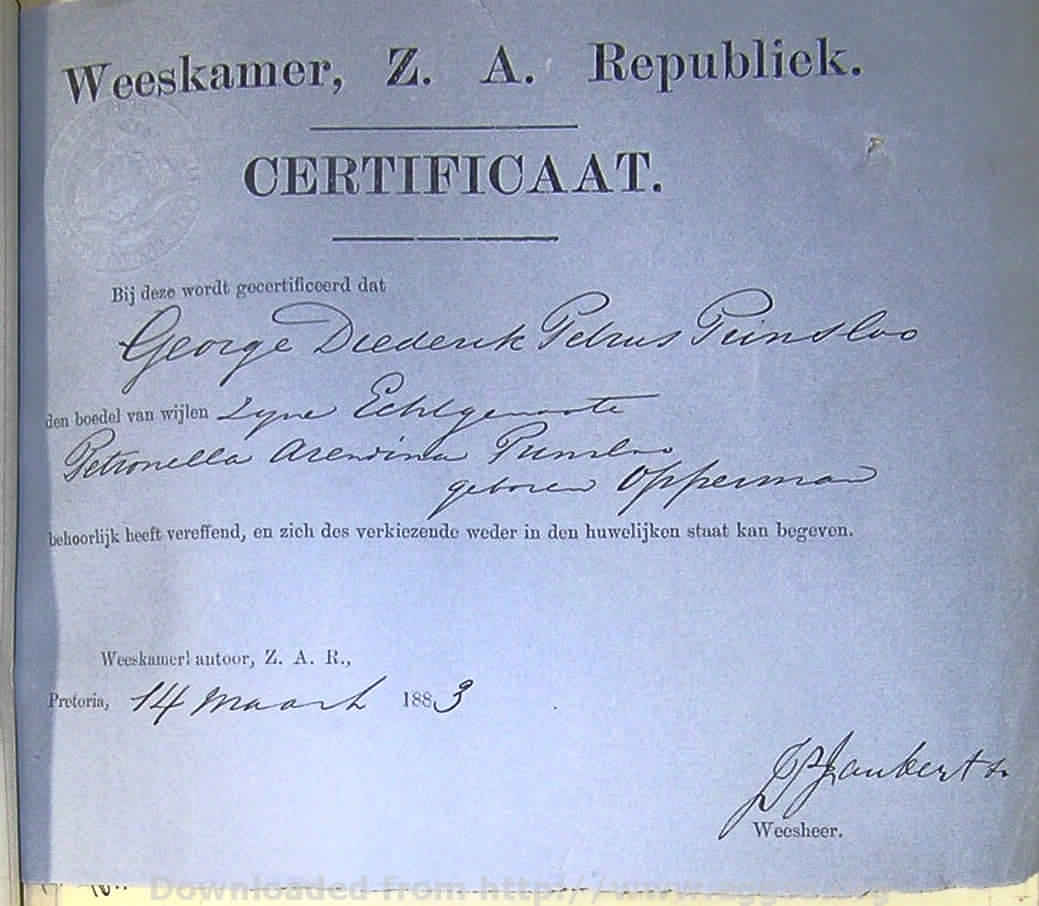 Weeskamer, Z. A. Republiek.
CERTIFICAAT.
Bij deze wordt gecertificeerd dat
George Diederik Petrus Prinsloo
den boedel van wijlen Zyne Echtgenoote
Petronella Arendina Prinsloo
geboren Opperman
behoorlijk heeft vereffend, en zich des verkiezende weder in den huwelijken staat kan begeven.
Weeskamerkantoor, Z. A. R.,
Pretoria, 14 Maart 1883
Joubert
Weesheer.
Downloaded from http://www.